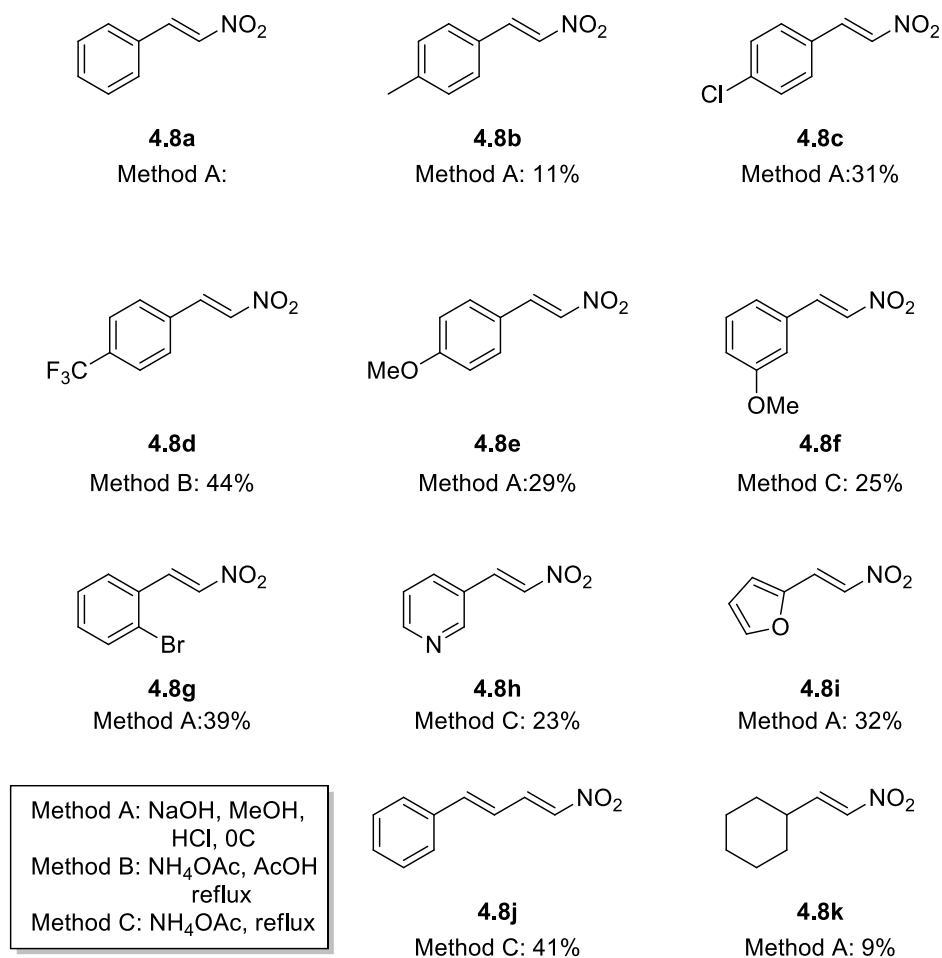 NO2
NO2
NO2
Cl
4.8a
4.8b
4.8c
Method A:
Method A: 11%
Method A:31%
NO2
NO2
NO2
F3C
MeO
OMe
4.8d
4.8e
4.8f
Method B: 44%
Method A:29%
Method C: 25%
NO2
NO2
NO2
Br
N
O
4.8g
4.8h
4.8i
Method A:39%
Method C: 23%
Method A: 32%
Method A: NaOH, MeOH,
HCl, 0C
Method B: NH4OAc, AcOH
reflux
Method C: NH4OAc, reflux
NO2
NO2
4.8j
4.8k
Method C: 41%
Method A: 9%